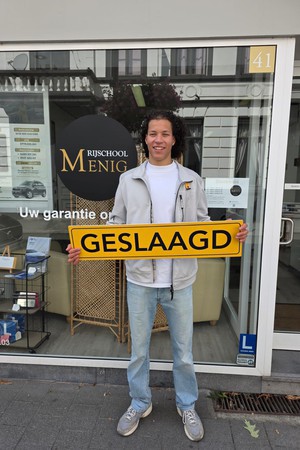 41
RIJSCHOOL
MENIG
Uw garantie op
GESLAAGD
L